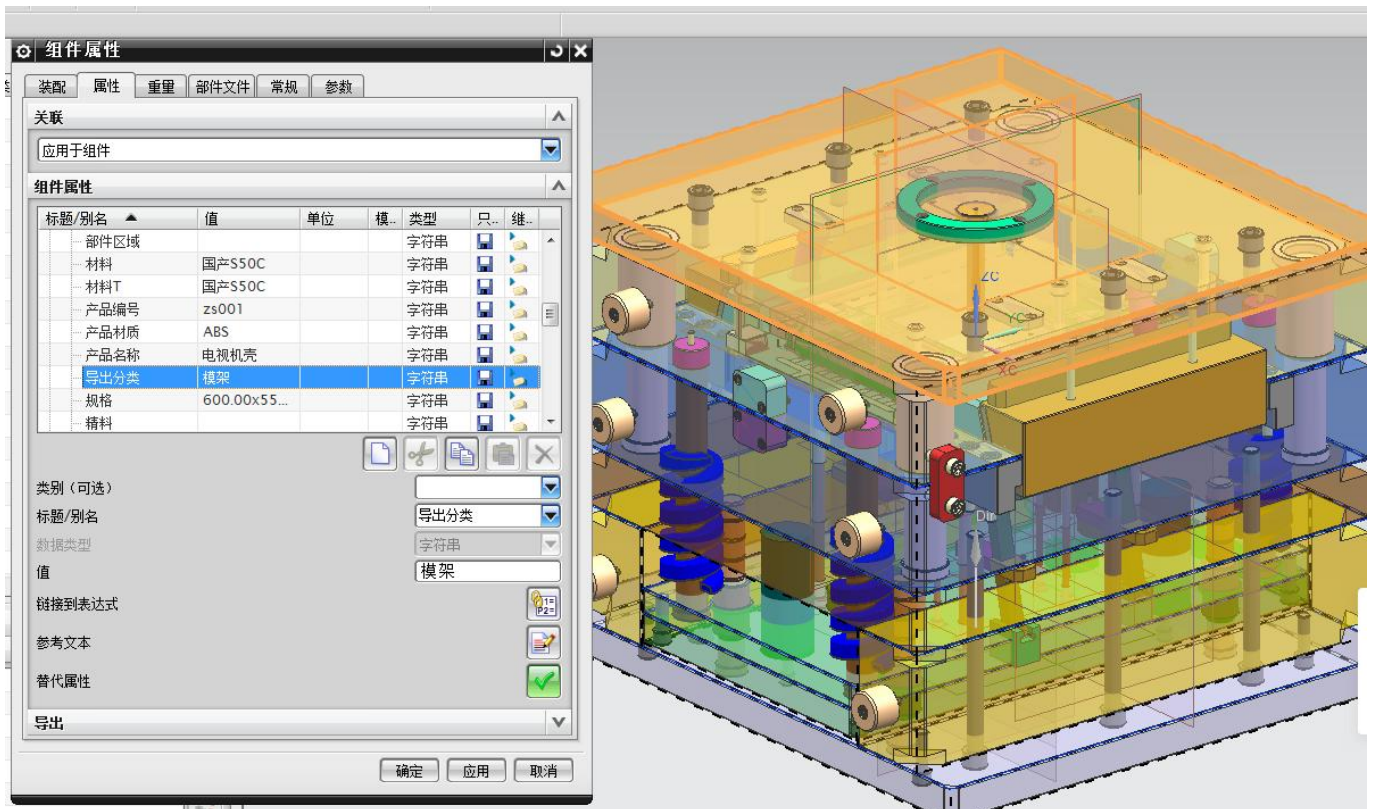 组件属性
装配 属性 重量 部件文件 常规 参数
关联
应用于组件
组件属性
标题/别名 值 单位 模.. 类型 只.. 继..
部件区域 字符串
材料 国产S50C 字符串
材料T 国产S50C 字符串
产品编号 zs001 字符串
产品材质 ABS 字符串
产品名称 电视机壳 字符串
导出分类 模架 字符串
规格 600.00x55... 字符串
精料 字符串
类别（可选）
标题/别名 导出分类
数据类型 字符串
值 模架
链接到表达式 P1= P2=
参考文本
替代属性
导出
确定 应用 取消
ZC
YC
XC
Dir